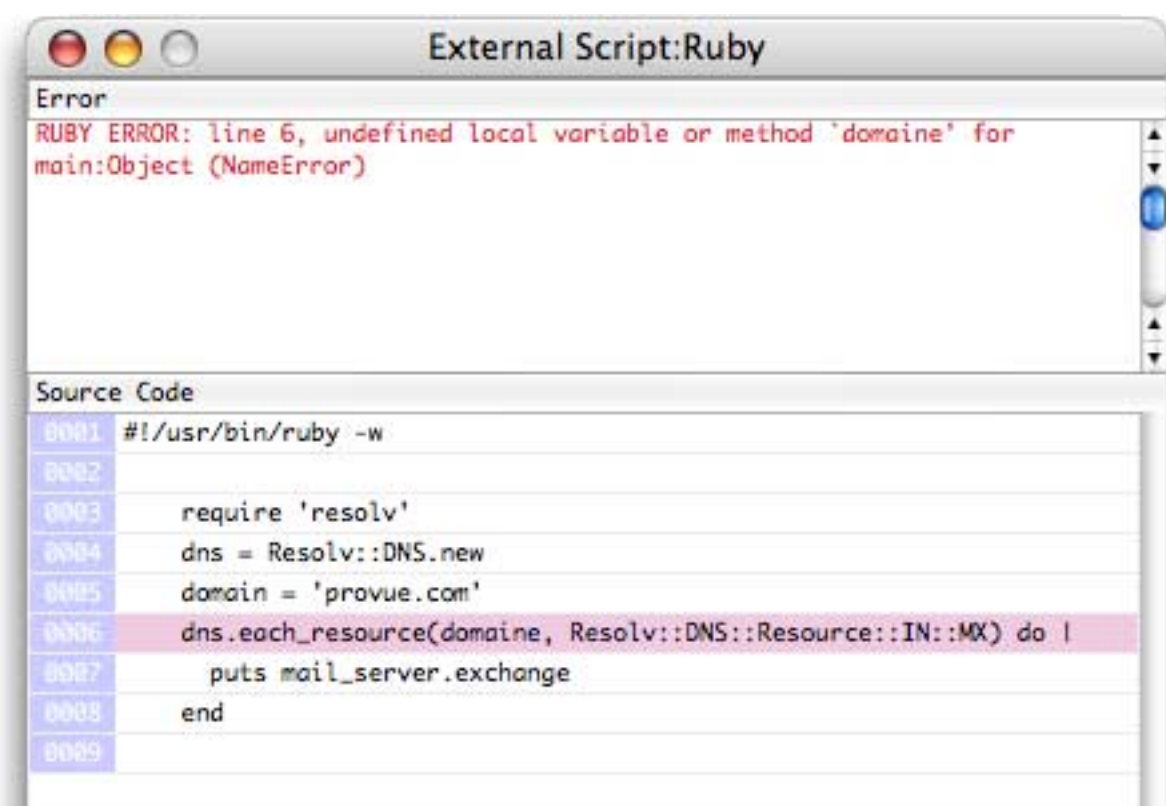 External Script:Ruby
Error
RUBY ERROR: line 6, undefined local variable or method `domaine' for
main:Object (NameError)
Source Code
0001 #!/usr/bin/ruby -w
0002
0003 require 'resolv'
0004 dns = Resolv::DNS.new
0005 domain = 'provue.com'
0006 dns.each_resource(domaine, Resolv::DNS::Resource::IN::MX) do |
0007 puts mail_server.exchange
0008 end
0009